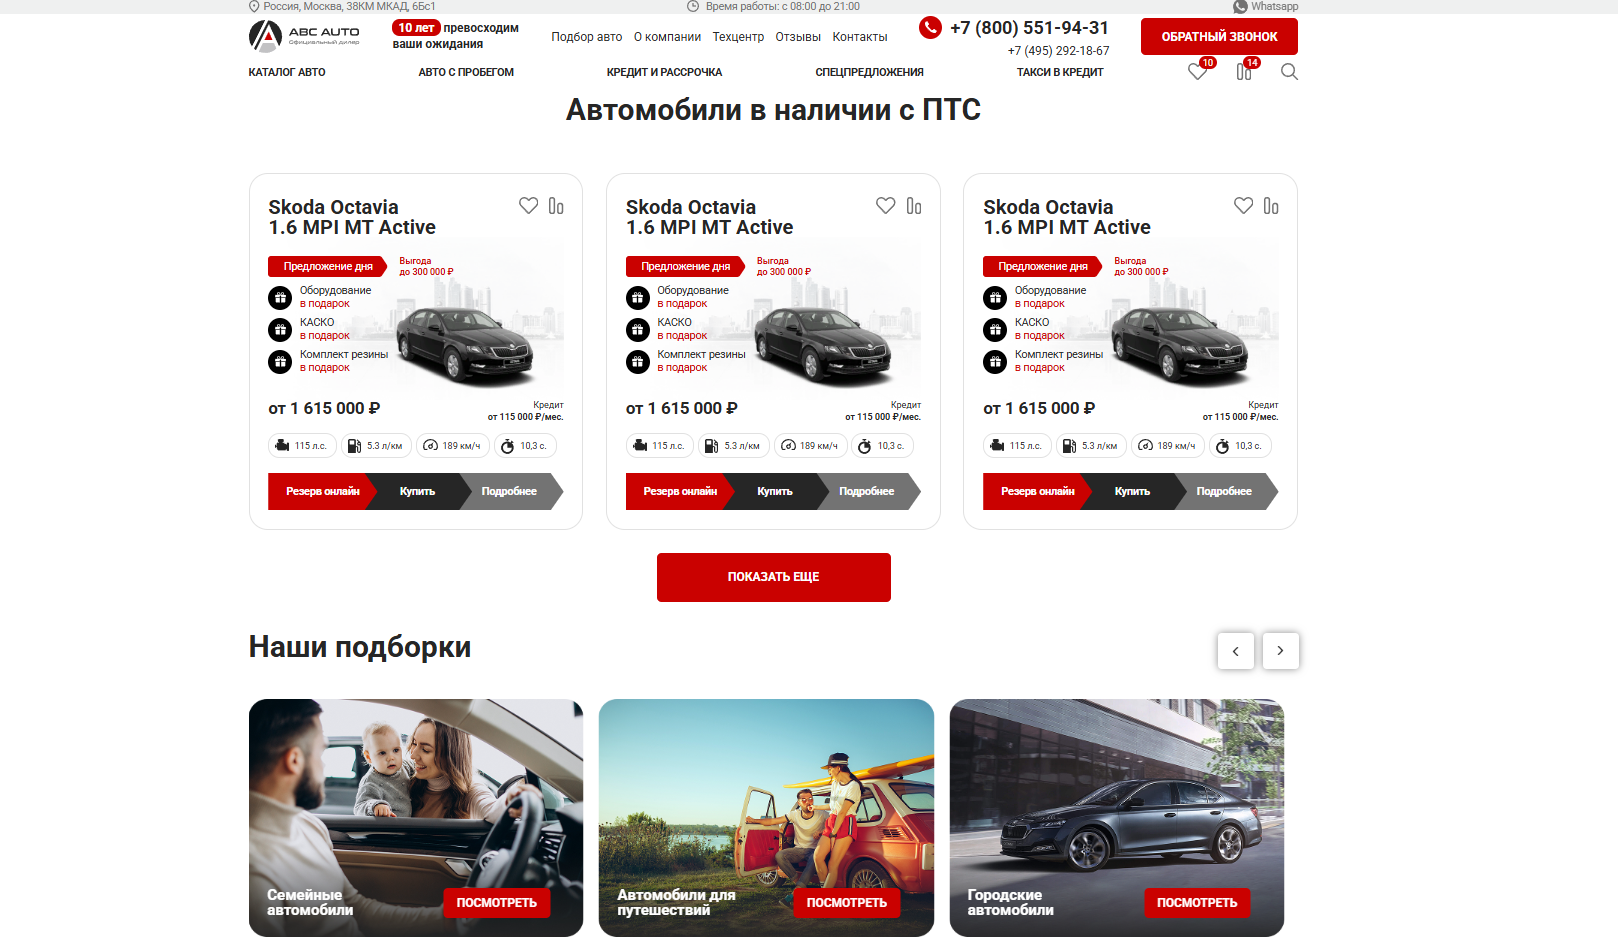 Россия, Москва, 38КМ МКАД, 6Бс1
Время работы: с 08:00 до 21:00
Whatsapp
ABC AUTO
Официальный дилер
10 лет превосходим
ваши ожидания
Подбор авто О компании Техцентр Отзывы Контакты
+7 (800) 551-94-31
+7 (495) 292-18-67
ОБРАТНЫЙ ЗВОНОК
КАТАЛОГ АВТО АВТО С ПРОБЕГОМ КРЕДИТ И РАССРОЧКА СПЕЦПРЕДЛОЖЕНИЯ ТАКСИ В КРЕДИТ
10
14
Автомобили в наличии с ПТС
Skoda Octavia
1.6 MPI MT Active
Предложение дня
Выгода
до 300 000 ₽
Оборудование
в подарок
КАСКО
в подарок
Комплект резины
в подарок
от 1 615 000 ₽
Кредит
от 115 000 ₽/мес.
115 л.с. 5.3 л/км 189 км/ч 10,3 с.
Резерв онлайн Купить Подробнее
Skoda Octavia
1.6 MPI MT Active
Предложение дня
Выгода
до 300 000 ₽
Оборудование
в подарок
КАСКО
в подарок
Комплект резины
в подарок
от 1 615 000 ₽
Кредит
от 115 000 ₽/мес.
115 л.с. 5.3 л/км 189 км/ч 10,3 с.
Резерв онлайн Купить Подробнее
Skoda Octavia
1.6 MPI MT Active
Предложение дня
Выгода
до 300 000 ₽
Оборудование
в подарок
КАСКО
в подарок
Комплект резины
в подарок
от 1 615 000 ₽
Кредит
от 115 000 ₽/мес.
115 л.с. 5.3 л/км 189 км/ч 10,3 с.
Резерв онлайн Купить Подробнее
ПОКАЗАТЬ ЕЩЕ
Наши подборки
Семейные
автомобили
ПОСМОТРЕТЬ
Автомобили для
путешествий
ПОСМОТРЕТЬ
Городские
автомобили
ПОСМОТРЕТЬ